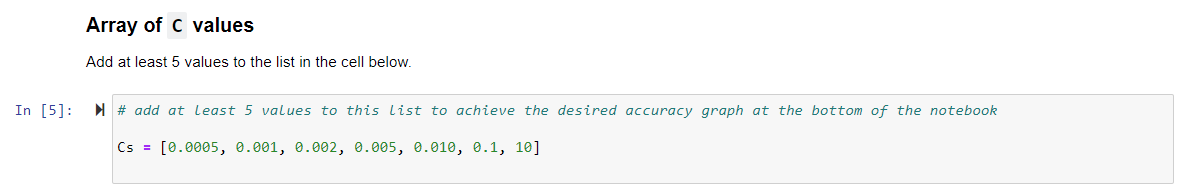 Array of C values
Add at least 5 values to the list in the cell below.
In [5]:
# add at least 5 values to this list to achieve the desired accuracy graph at the bottom of the notebook
Cs = [0.0005, 0.001, 0.002, 0.005, 0.010, 0.1, 10]